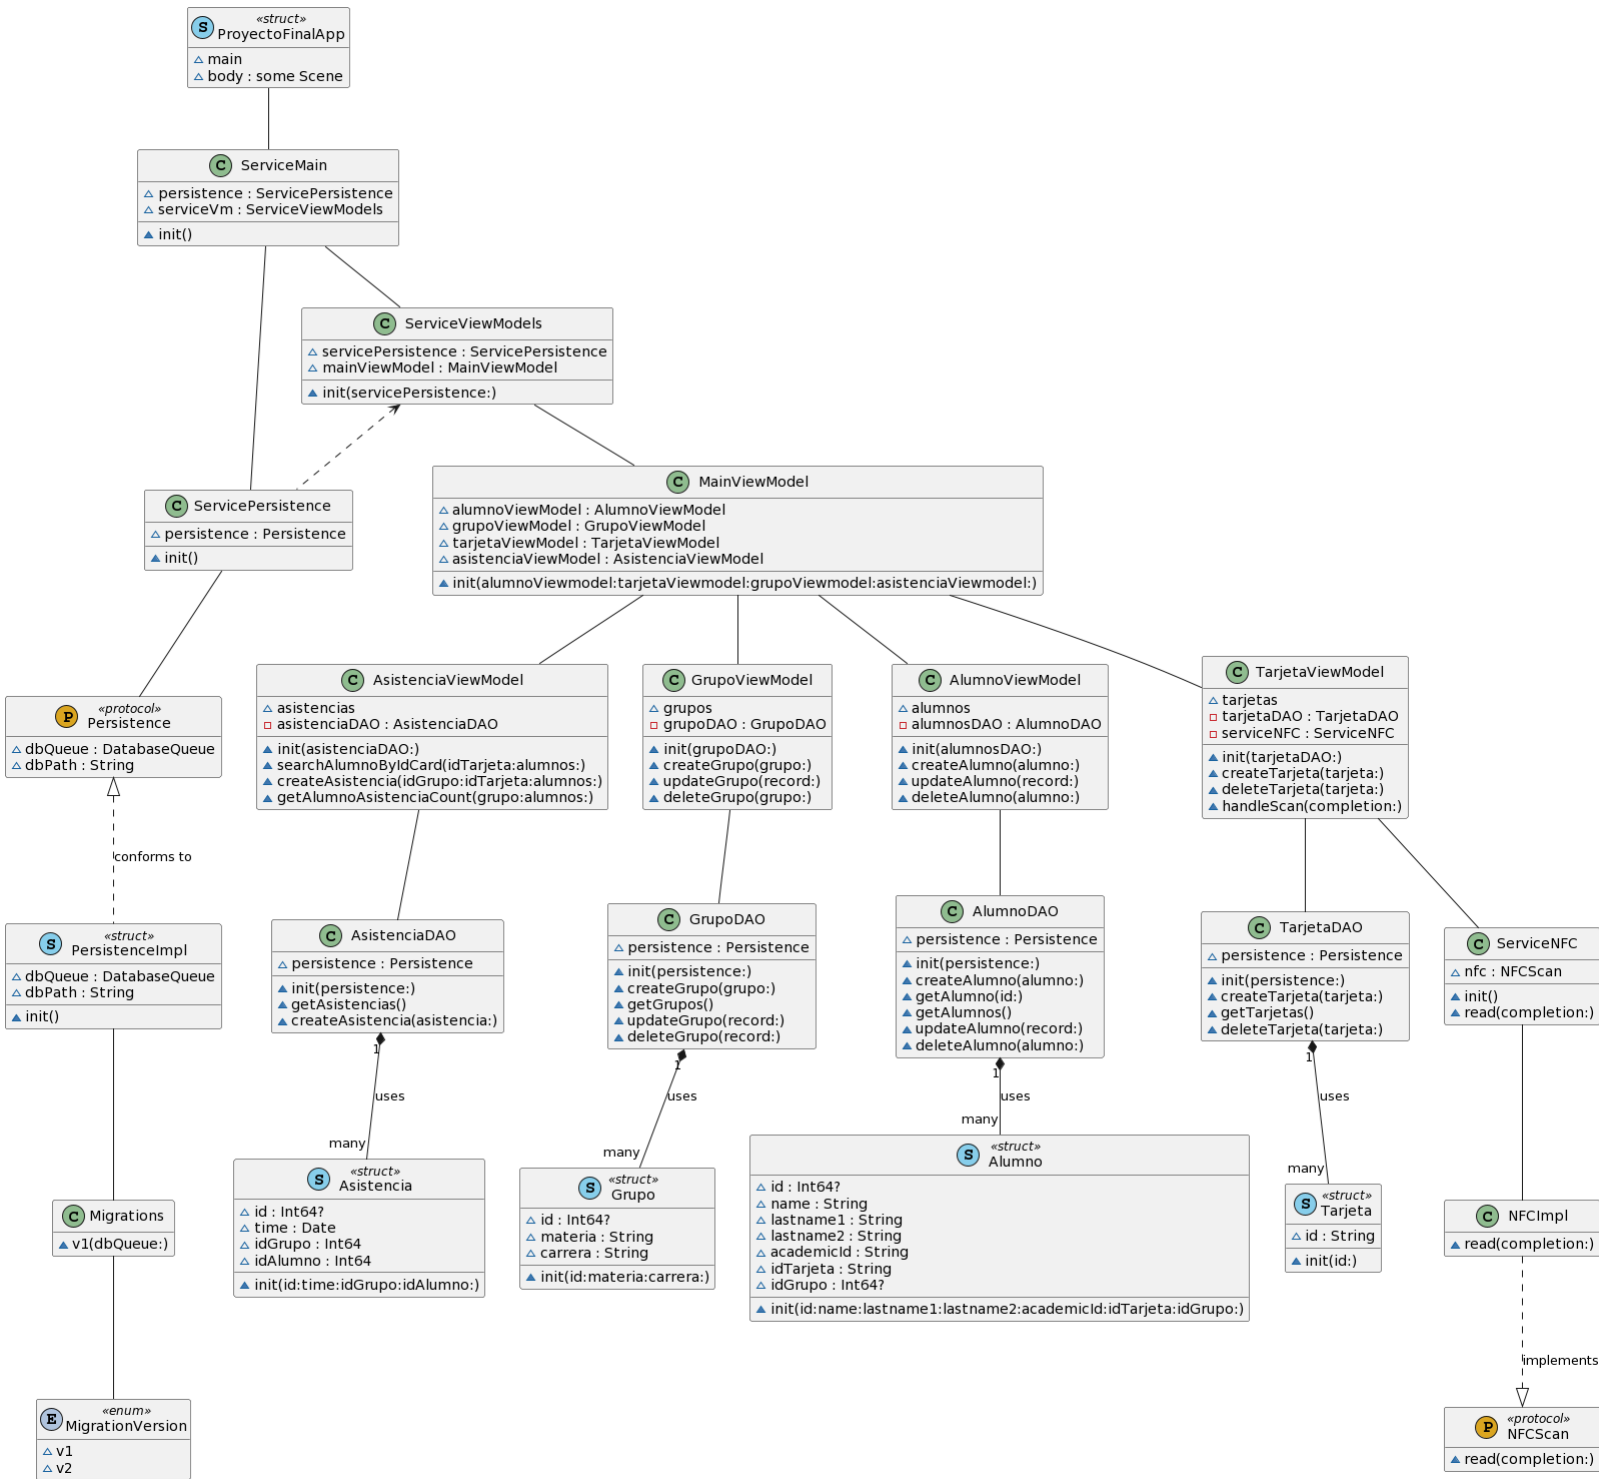 S
«struct»
ProyectoFinalApp
main
body : some Scene
C ServiceMain
persistence : ServicePersistence
serviceVm : ServiceViewModels
init()
C ServiceViewModels
servicePersistence : ServicePersistence
mainViewModel : MainViewModel
init(servicePersistence:)
C ServicePersistence
persistence : Persistence
init()
C MainViewModel
alumnoViewModel : AlumnoViewModel
grupoViewModel : GrupoViewModel
tarjetaViewModel : TarjetaViewModel
asistenciaViewModel : AsistenciaViewModel
init(alumnoViewmodel:tarjetaViewmodel:grupoViewmodel:asistenciaViewmodel:)
P
«protocol»
Persistence
dbQueue : DatabaseQueue
dbPath : String
C AsistenciaViewModel
asistencias
asistenciaDAO : AsistenciaDAO
init(asistenciaDAO:)
searchAlumnoByIdCard(idTarjeta:alumnos:)
createAsistencia(idGrupo:idTarjeta:alumnos:)
getAlumnoAsistenciaCount(grupo:alumnos:)
C GrupoViewModel
grupos
grupoDAO : GrupoDAO
init(grupoDAO:)
createGrupo(grupo:)
updateGrupo(record:)
deleteGrupo(grupo:)
C AlumnoViewModel
alumnos
alumnosDAO : AlumnoDAO
init(alumnosDAO:)
createAlumno(alumno:)
updateAlumno(record:)
deleteAlumno(alumno:)
C TarjetaViewModel
tarjetas
tarjetaDAO : TarjetaDAO
serviceNFC : ServiceNFC
init(tarjetaDAO:)
createTarjeta(tarjeta:)
deleteTarjeta(tarjeta:)
handleScan(completion:)
conforms to
S
«struct»
PersistenceImpl
dbQueue : DatabaseQueue
dbPath : String
init()
C AsistenciaDAO
persistence : Persistence
init(persistence:)
getAsistencias()
createAsistencia(asistencia:)
C GrupoDAO
persistence : Persistence
init(persistence:)
createGrupo(grupo:)
getGrupos()
updateGrupo(record:)
deleteGrupo(record:)
C AlumnoDAO
persistence : Persistence
init(persistence:)
createAlumno(alumno:)
getAlumno(id:)
getAlumnos()
updateAlumno(record:)
deleteAlumno(alumno:)
C TarjetaDAO
persistence : Persistence
init(persistence:)
createTarjeta(tarjeta:)
getTarjetas()
deleteTarjeta(tarjeta:)
C ServiceNFC
nfc : NFCScan
init()
read(completion:)
1
uses
many
1
uses
many
1
uses
many
1
uses
many
C Migrations
v1(dbQueue:)
S
«struct»
Asistencia
id : Int64?
time : Date
idGrupo : Int64
idAlumno : Int64
init(id:time:idGrupo:idAlumno:)
S
«struct»
Grupo
id : Int64?
materia : String
carrera : String
init(id:materia:carrera:)
S
«struct»
Alumno
id : Int64?
name : String
lastname1 : String
lastname2 : String
academicId : String
idTarjeta : String
idGrupo : Int64?
init(id:name:lastname1:lastname2:academicId:idTarjeta:idGrupo:)
S
«struct»
Tarjeta
id : String
init(id:)
C NFCImpl
read(completion:)
implements
E
«enum»
MigrationVersion
v1
v2
P
«protocol»
NFCScan
read(completion:)